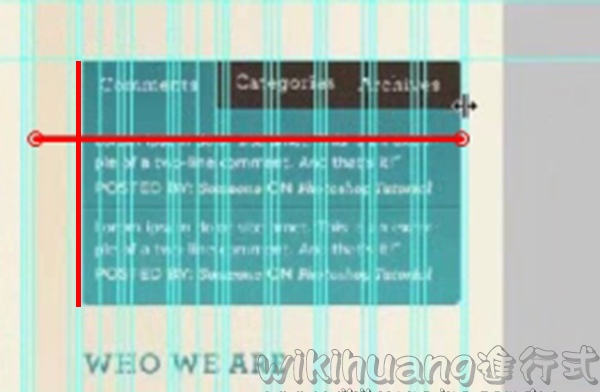 Comments Categories Archives
ple of a two-line comment. And that's it!"
POSTED BY: Someone ON Photoshop Tutorial
Lorem ipsum dolor sit amet. This is an exam-
ple of a two-line comment. And that's it!"
POSTED BY: Someone ON Photoshop Tutorial
WHO WE ARE
wikihuang進行式